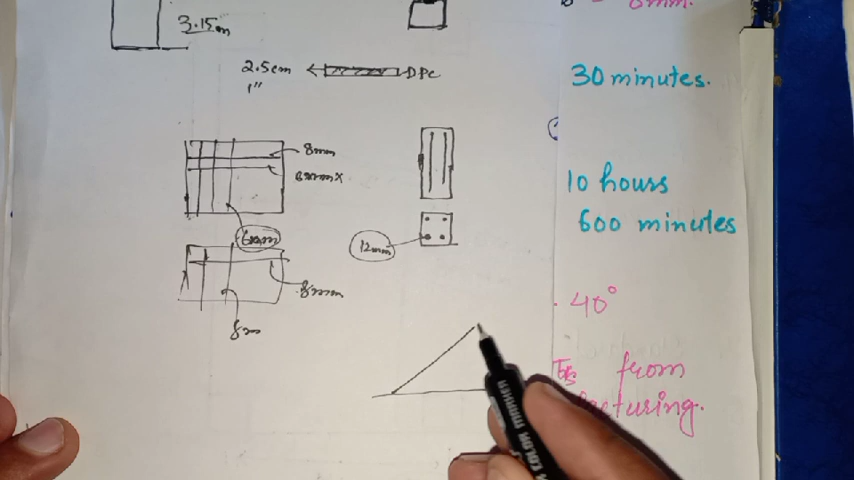 3.15m
8mm.
2.5cm
DPC
1"
30 minutes.
8mm
10 hours
600 minutes
6mm
12mm
8mm
40°
from